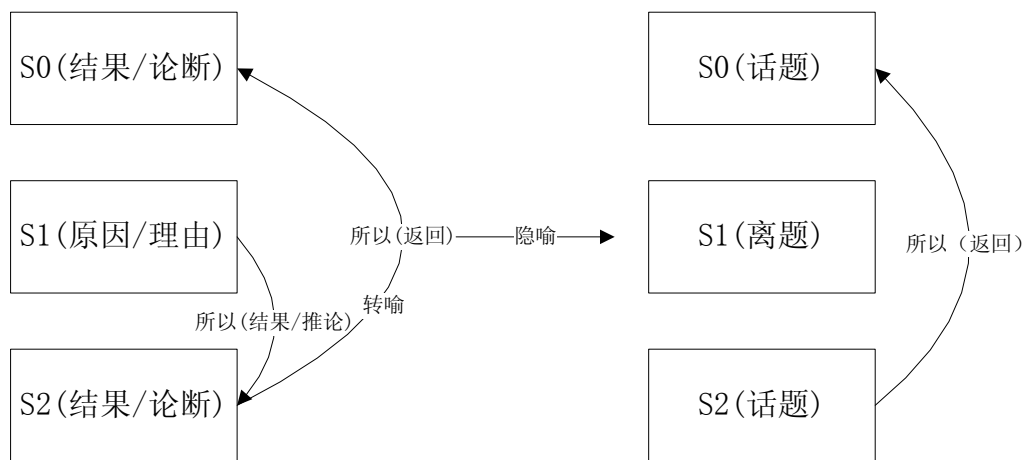 S0(结果/论断)
S0(话题)
S1(原因/理由)
所以(返回)
隐喻
S1(离题)
所以（返回）
转喻
所以(结果/推论)
S2(结果/论断)
S2(话题)